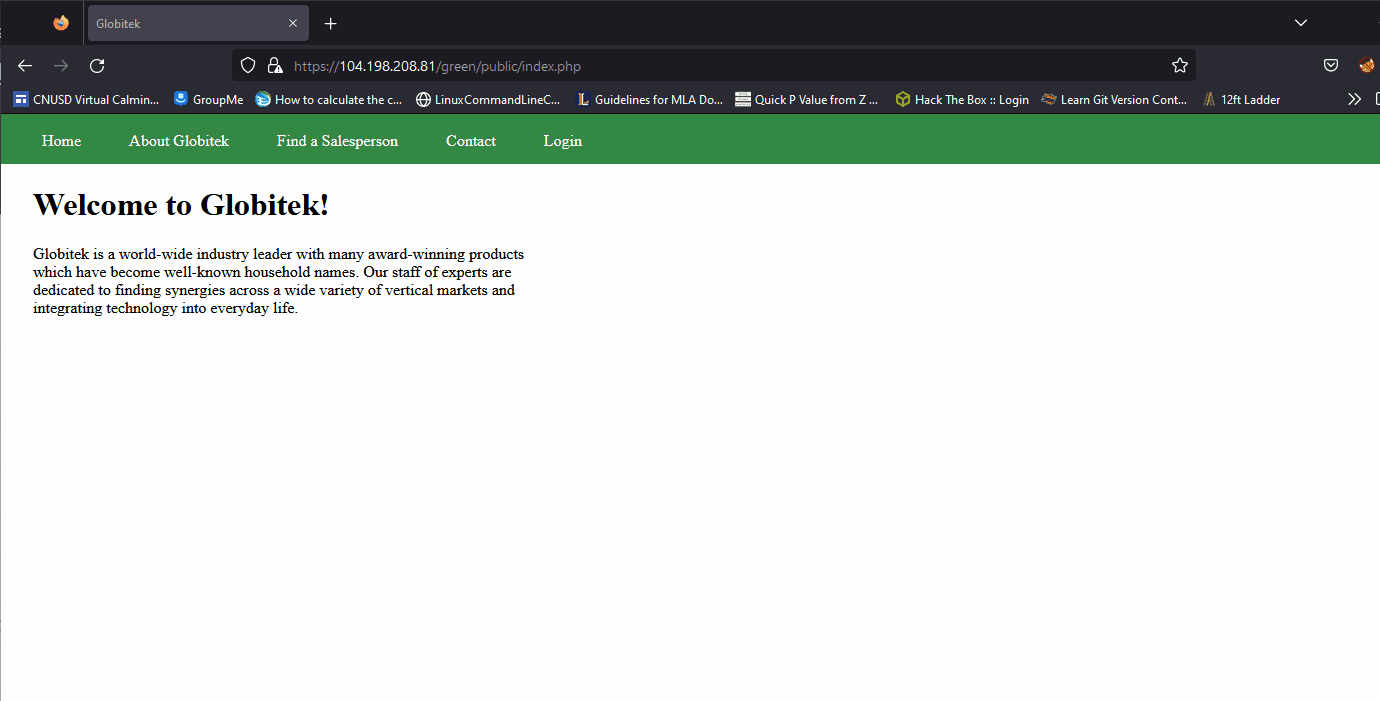 Globitek
https://104.198.208.81/green/public/index.php
CNUSD Virtual Calmin... GroupMe How to calculate the c... LinuxCommandLineC... Guidelines for MLA Do... Quick P Value from Z ... Hack The Box :: Login Learn Git Version Cont... 12ft Ladder
Home About Globitek Find a Salesperson Contact Login
Welcome to Globitek!
Globitek is a world-wide industry leader with many award-winning products
which have become well-known household names. Our staff of experts are
dedicated to finding synergies across a wide variety of vertical markets and
integrating technology into everyday life.